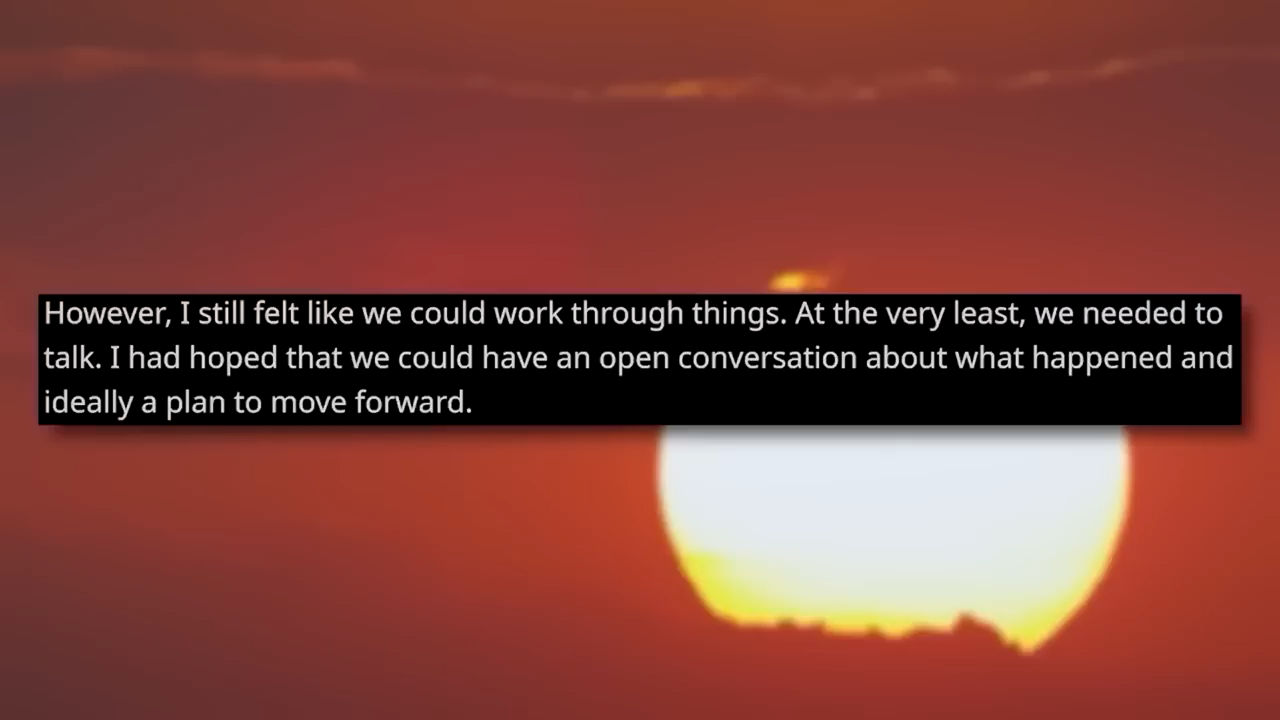 However, I still felt like we could work through things. At the very least, we needed to
talk. I had hoped that we could have an open conversation about what happened and
ideally a plan to move forward.